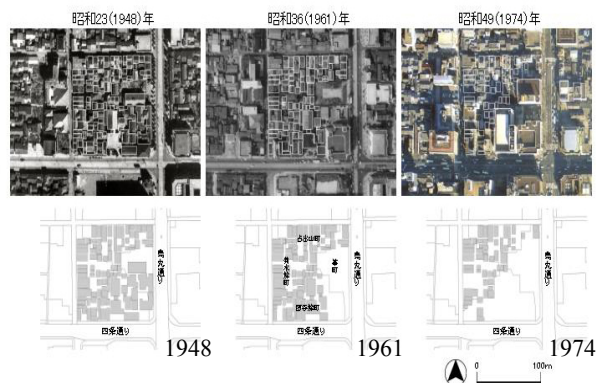 昭和23(1948)年
昭和36(1961)年
昭和49(1974)年
烏丸通り
四条通り
1948
占出山町
菊水鉾町
笋町
函谷鉾町
烏丸通り
四条通り
1961
烏丸通り
四条通り
1974
0
100m